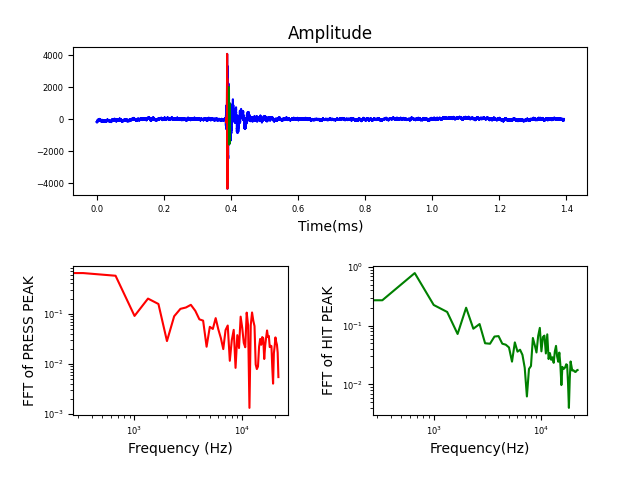 Amplitude
4000
2000
0
−2000
−4000
0.0 0.2 0.4 0.6 0.8 1.0 1.2 1.4
Time(ms)
FFT of PRESS PEAK
10⁻¹
10⁻²
10⁻³
10³ 10⁴
Frequency (Hz)
FFT of HIT PEAK
10⁰
10⁻¹
10⁻²
10³ 10⁴
Frequency(Hz)